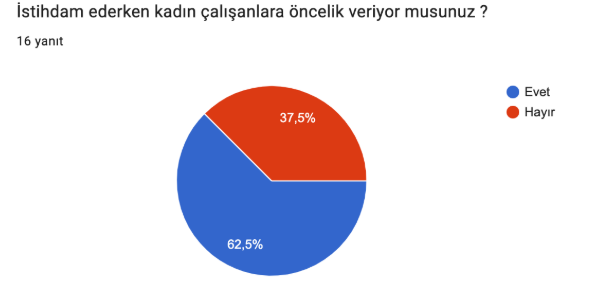 İstihdam ederken kadın çalışanlara öncelik veriyor musunuz ?
16 yanıt
Evet
Hayır
37,5%
62,5%